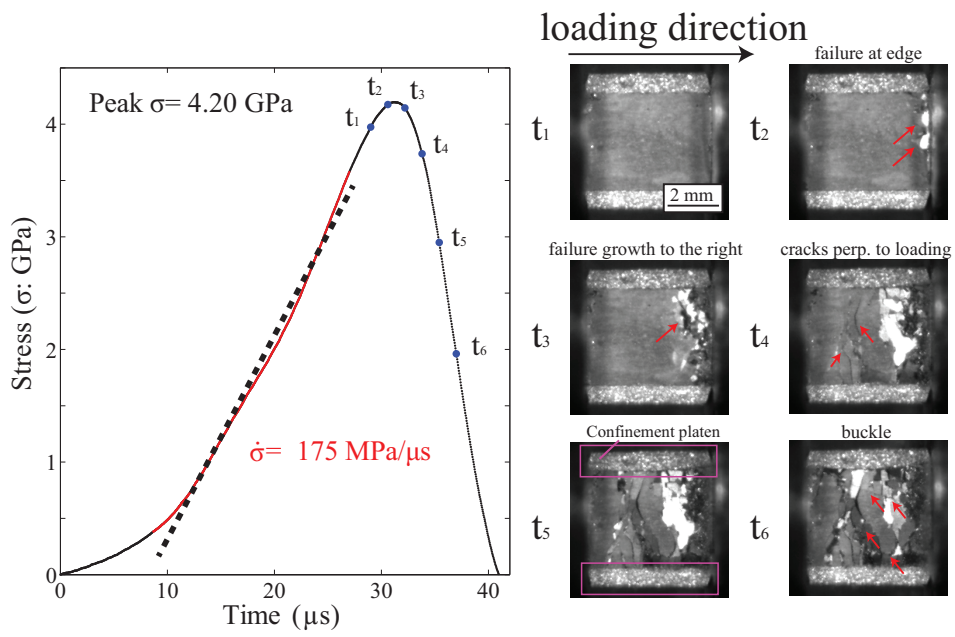 loading direction
Peak σ= 4.20 GPa
t1
t2
t3
t4
t5
t6
σ̇= 175 MPa/μs
Stress (σ: GPa)
0
1
2
3
4
0
10
20
30
40
Time (μs)
t1
2 mm
failure at edge
t2
failure growth to the right
t3
cracks perp. to loading
t4
Confinement platen
t5
buckle
t6